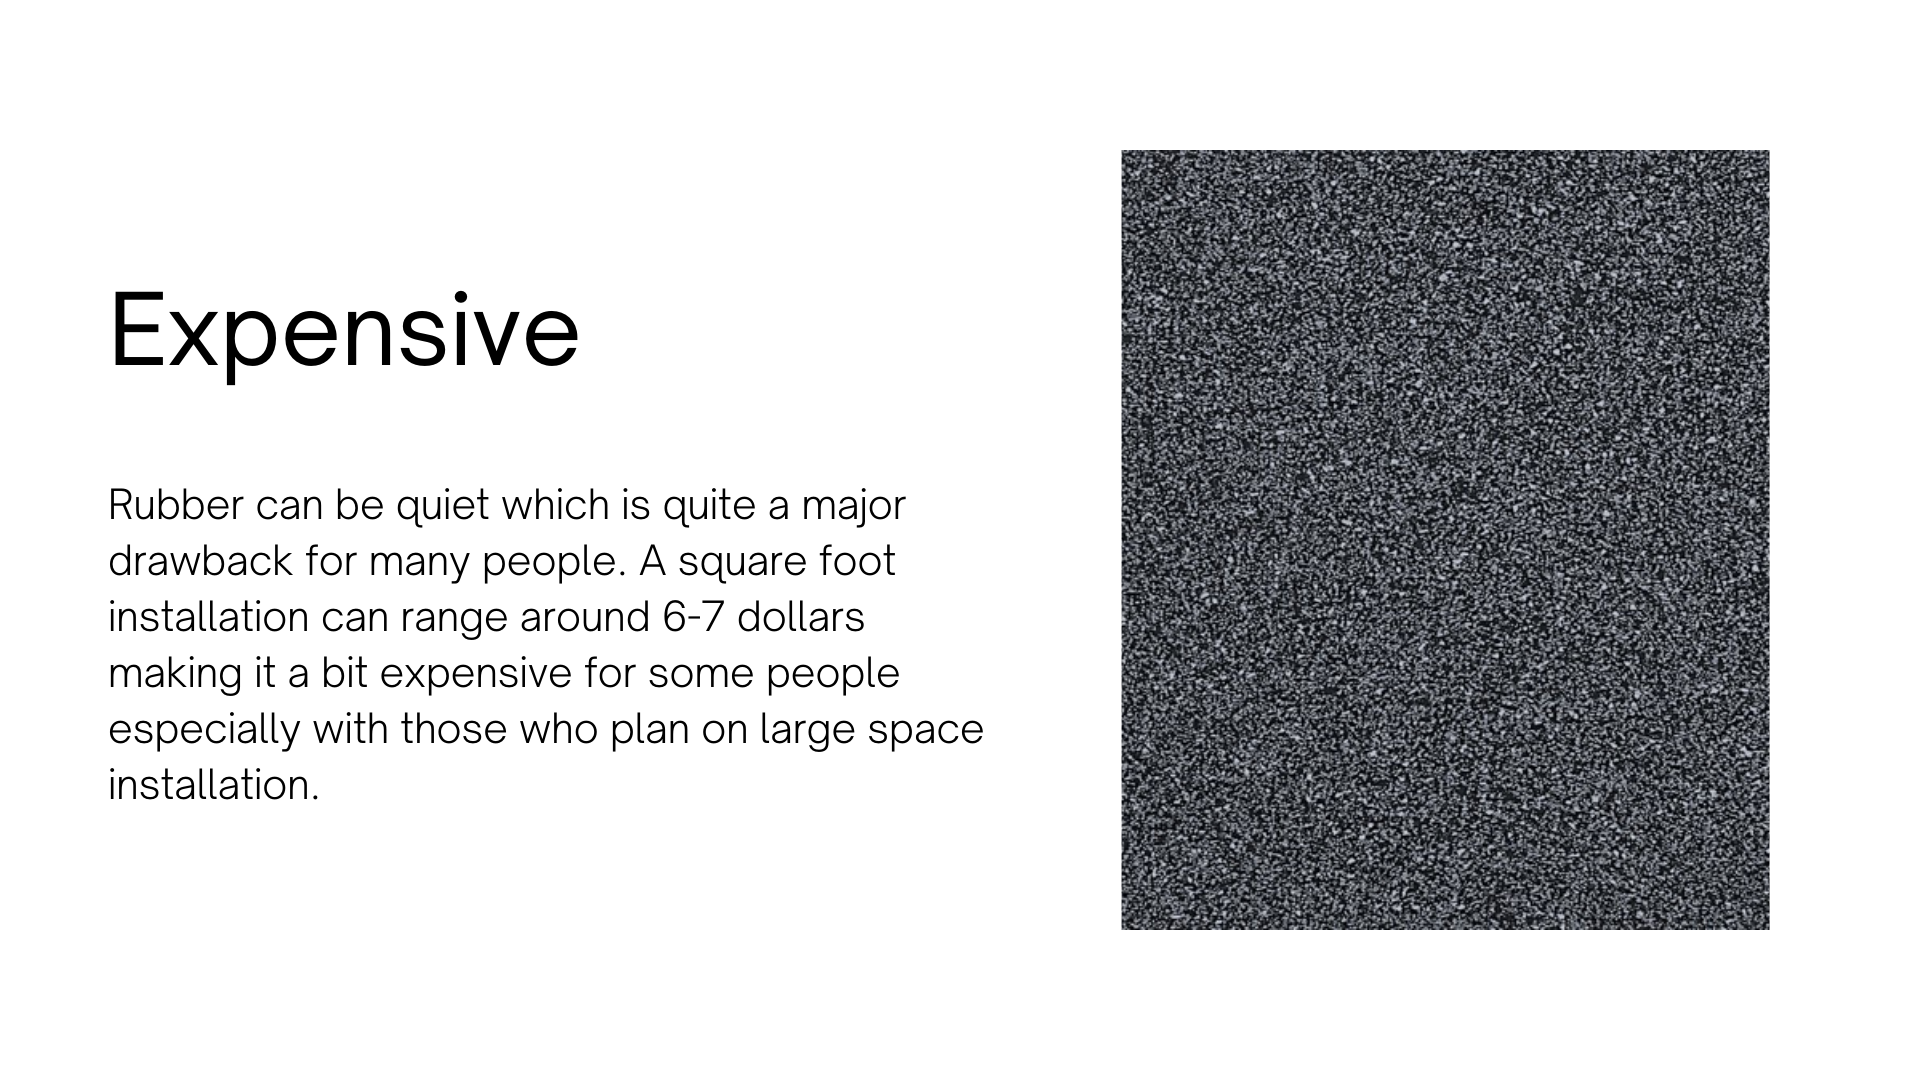 Expensive
Rubber can be quiet which is quite a major
drawback for many people. A square foot
installation can range around 6-7 dollars
making it a bit expensive for some people
especially with those who plan on large space
installation.